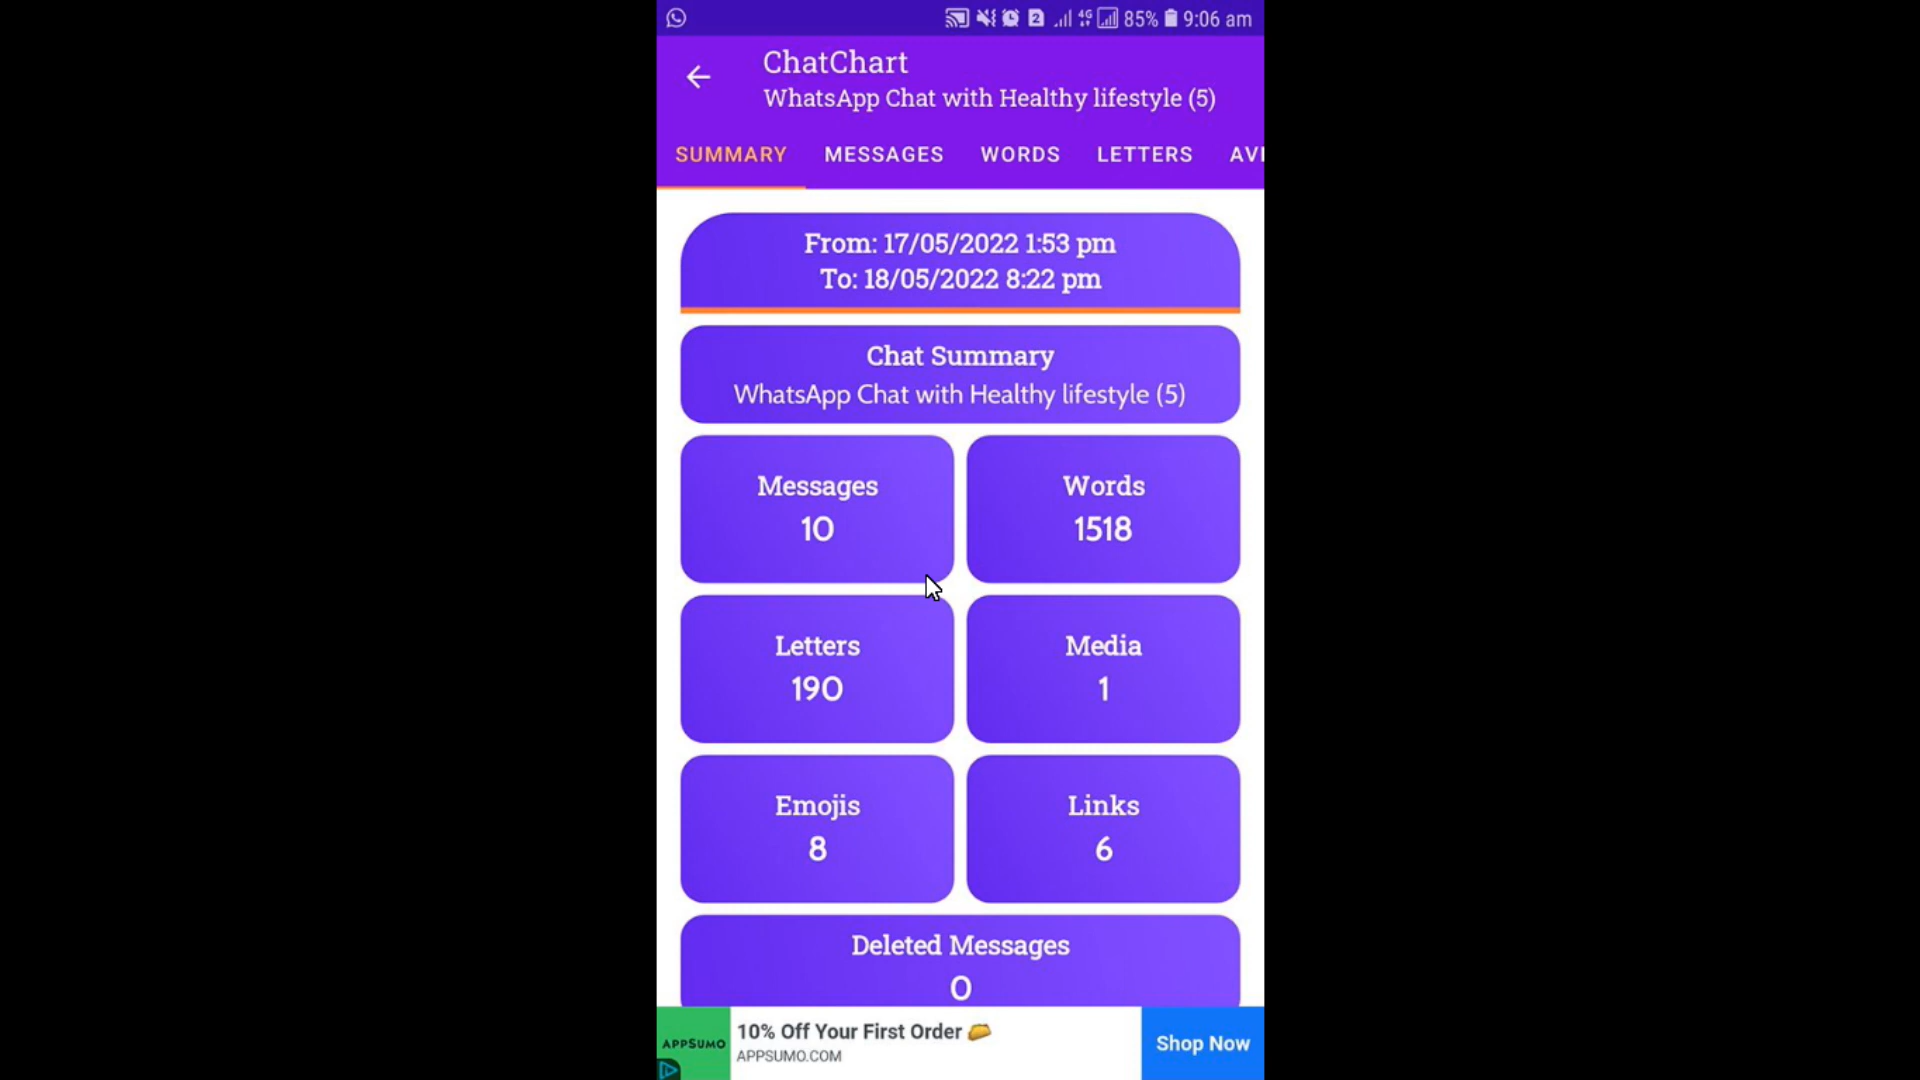 2 4G 85% 9:06 am
ChatChart
WhatsApp Chat with Healthy lifestyle (5)
SUMMARY MESSAGES WORDS LETTERS AV
From: 17/05/2022 1:53 pm
To: 18/05/2022 8:22 pm
Chat Summary
WhatsApp Chat with Healthy lifestyle (5)
Messages
10
Words
1518
Letters
190
Media
1
Emojis
8
Links
6
Deleted Messages
0
APPSUMO
10% Off Your First Order 🌮
APPSUMO.COM
Shop Now